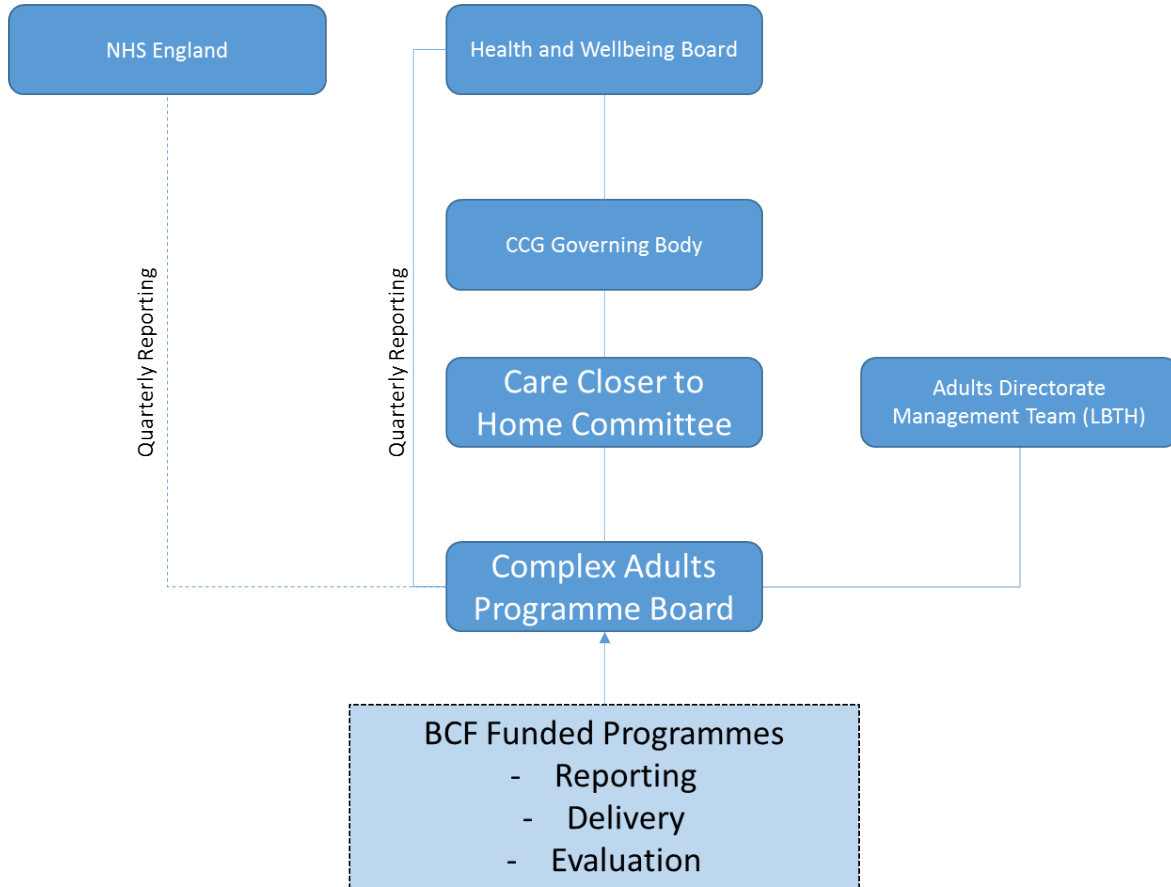 NHS England
Health and Wellbeing Board
CCG Governing Body
Quarterly Reporting
Quarterly Reporting
Care Closer to
Home Committee
Adults Directorate
Management Team (LBTH)
Complex Adults
Programme Board
BCF Funded Programmes
- Reporting
- Delivery
- Evaluation